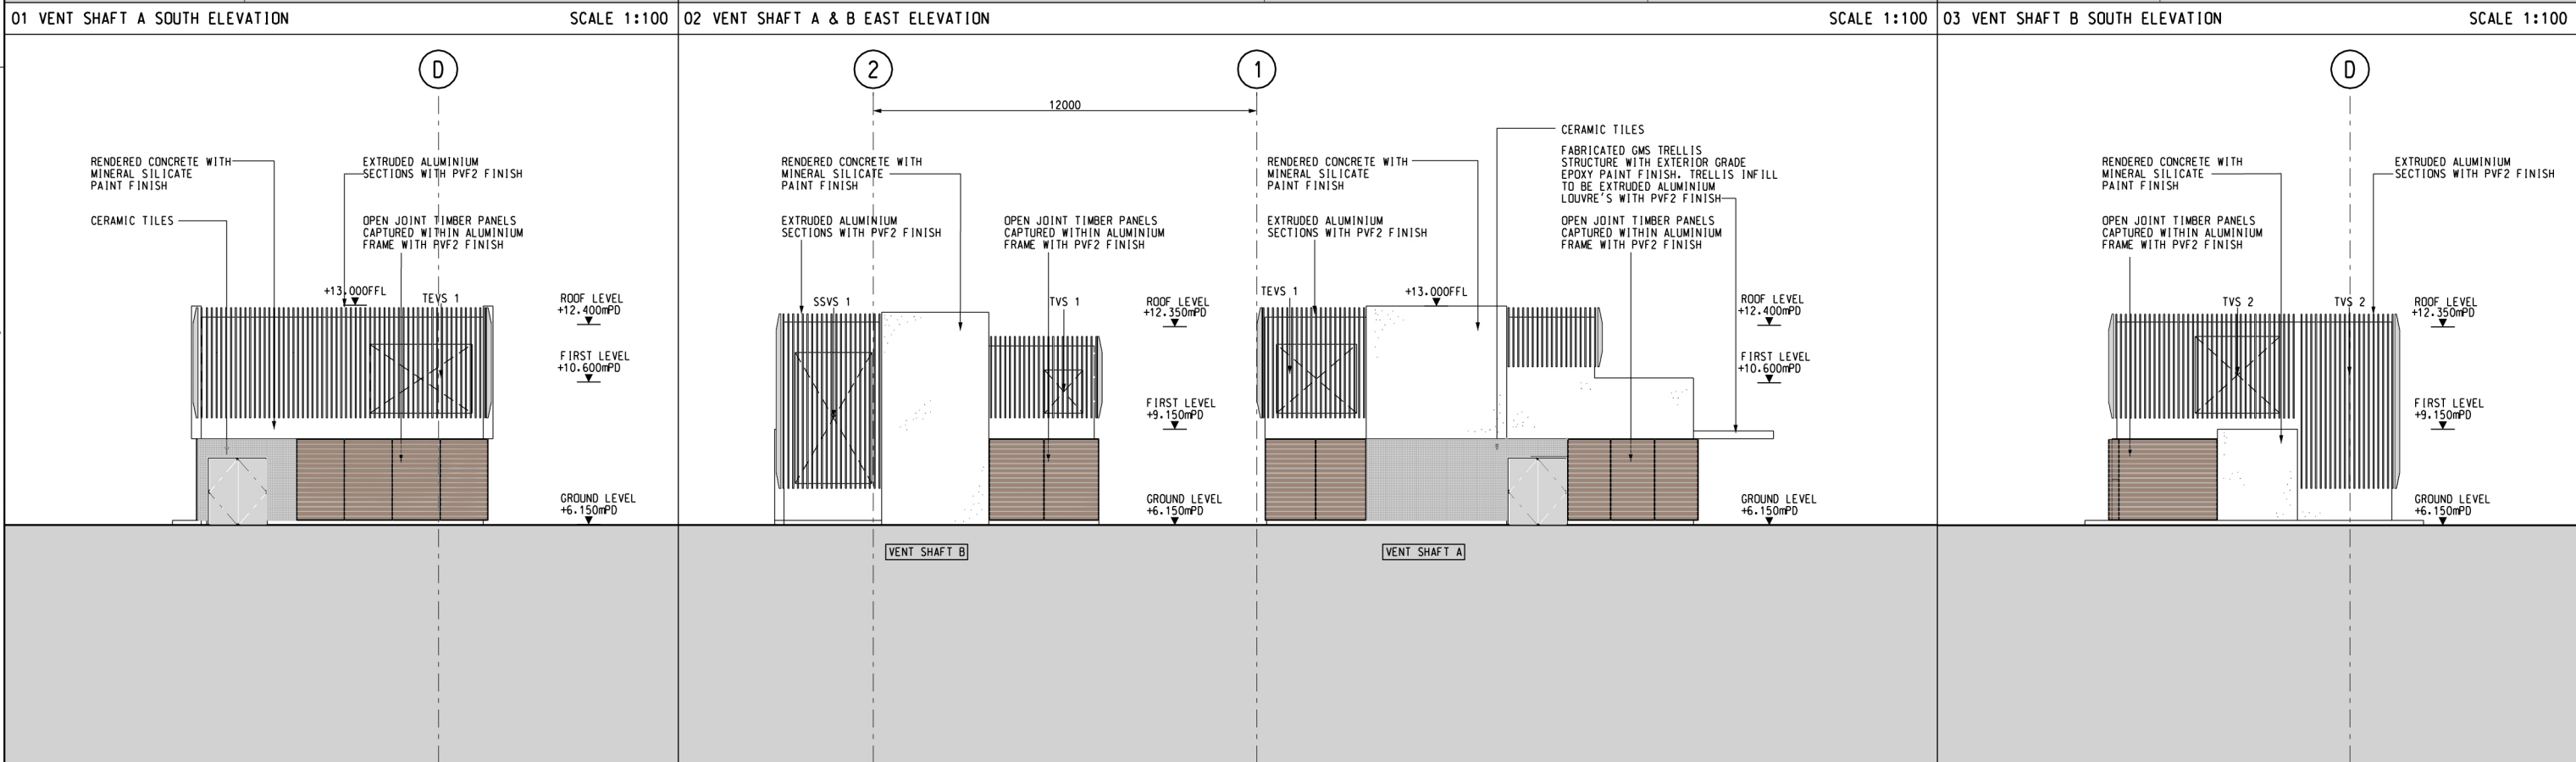 01 VENT SHAFT A SOUTH ELEVATION
SCALE 1:100
D
RENDERED CONCRETE WITH
MINERAL SILICATE
PAINT FINISH
EXTRUDED ALUMINIUM
SECTIONS WITH PVF2 FINISH
CERAMIC TILES
OPEN JOINT TIMBER PANELS
CAPTURED WITHIN ALUMINIUM
FRAME WITH PVF2 FINISH
+13.000FFL
TEVS 1
ROOF LEVEL
+12.400mPD
FIRST LEVEL
+10.600mPD
GROUND LEVEL
+6.150mPD
02 VENT SHAFT A & B EAST ELEVATION
SCALE 1:100
2
1
12000
RENDERED CONCRETE WITH
MINERAL SILICATE
PAINT FINISH
EXTRUDED ALUMINIUM
SECTIONS WITH PVF2 FINISH
OPEN JOINT TIMBER PANELS
CAPTURED WITHIN ALUMINIUM
FRAME WITH PVF2 FINISH
SSVS 1
TVS 1
ROOF LEVEL
+12.350mPD
FIRST LEVEL
+9.150mPD
GROUND LEVEL
+6.150mPD
VENT SHAFT B
RENDERED CONCRETE WITH
MINERAL SILICATE
PAINT FINISH
EXTRUDED ALUMINIUM
SECTIONS WITH PVF2 FINISH
CERAMIC TILES
FABRICATED GMS TRELLIS
STRUCTURE WITH EXTERIOR GRADE
EPOXY PAINT FINISH. TRELLIS INFILL
TO BE EXTRUDED ALUMINIUM
LOUVRE'S WITH PVF2 FINISH
OPEN JOINT TIMBER PANELS
CAPTURED WITHIN ALUMINIUM
FRAME WITH PVF2 FINISH
TEVS 1
+13.000FFL
ROOF LEVEL
+12.400mPD
FIRST LEVEL
+10.600mPD
GROUND LEVEL
+6.150mPD
VENT SHAFT A
03 VENT SHAFT B SOUTH ELEVATION
SCALE 1:100
D
RENDERED CONCRETE WITH
MINERAL SILICATE
PAINT FINISH
EXTRUDED ALUMINIUM
SECTIONS WITH PVF2 FINISH
OPEN JOINT TIMBER PANELS
CAPTURED WITHIN ALUMINIUM
FRAME WITH PVF2 FINISH
TVS 2
TVS 2
ROOF LEVEL
+12.350mPD
FIRST LEVEL
+9.150mPD
GROUND LEVEL
+6.150mPD